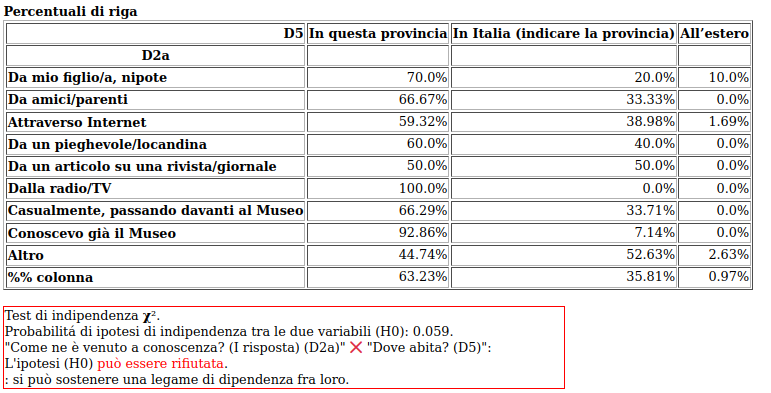 Percentuali di riga
D5 In questa provincia In Italia (indicare la provincia) All’estero
D2a
Da mio figlio/a, nipote 70.0% 20.0% 10.0%
Da amici/parenti 66.67% 33.33% 0.0%
Attraverso Internet 59.32% 38.98% 1.69%
Da un pieghevole/locandina 60.0% 40.0% 0.0%
Da un articolo su una rivista/giornale 50.0% 50.0% 0.0%
Dalla radio/TV 100.0% 0.0% 0.0%
Casualmente, passando davanti al Museo 66.29% 33.71% 0.0%
Conoscevo già il Museo 92.86% 7.14% 0.0%
Altro 44.74% 52.63% 2.63%
%% colonna 63.23% 35.81% 0.97%
Test di indipendenza χ².
Probabilitá di ipotesi di indipendenza tra le due variabili (H0): 0.059.
"Come ne è venuto a conoscenza? (I risposta) (D2a)" ❌ "Dove abita? (D5)":
L'ipotesi (H0) può essere rifiutata.
: si può sostenere una legame di dipendenza fra loro.